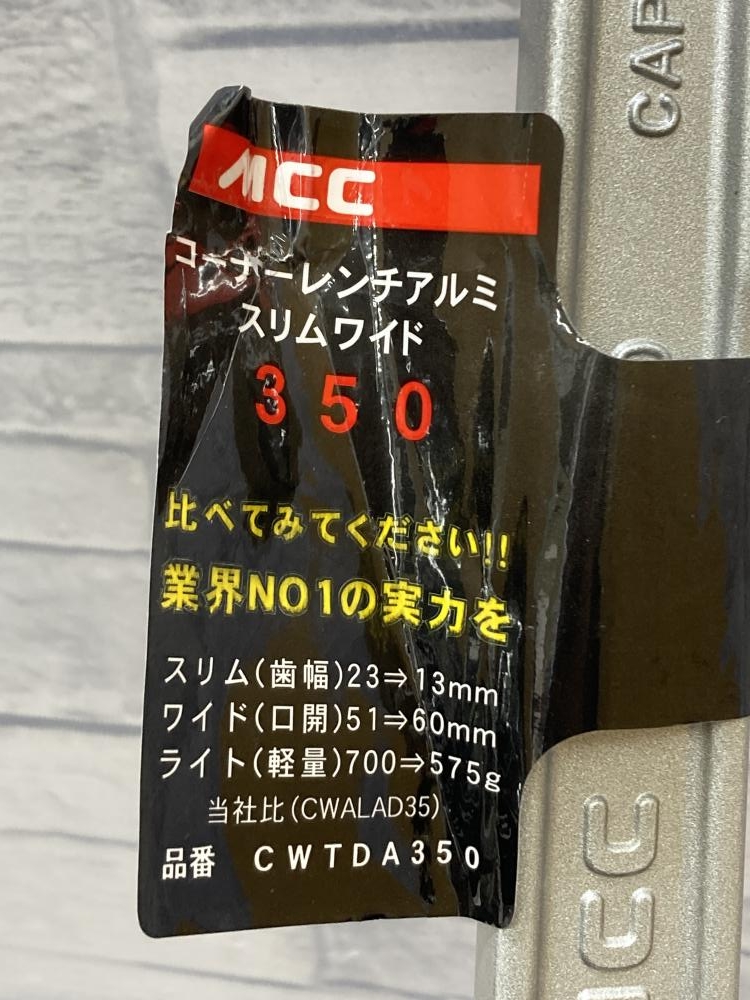 MCC
コーナーレンチアルミ
スリムワイド
350
比べてみてください!!
業界NO1の実力を
スリム(歯幅)23⇒13mm
ワイド(口開)51⇒60mm
ライト(軽量)700⇒575g
当社比(CWALAD35)
品番 CWTDA350
CAP
MCC